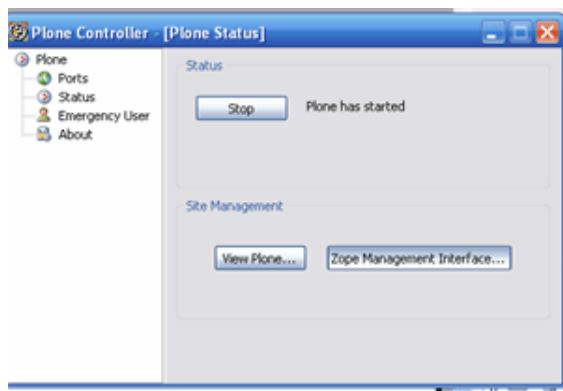 Plone Controller - [Plone Status]
Plone
Ports
Status
Emergency User
About
Status
Stop
Plone has started
Site Management
View Plone...
Zope Management Interface...